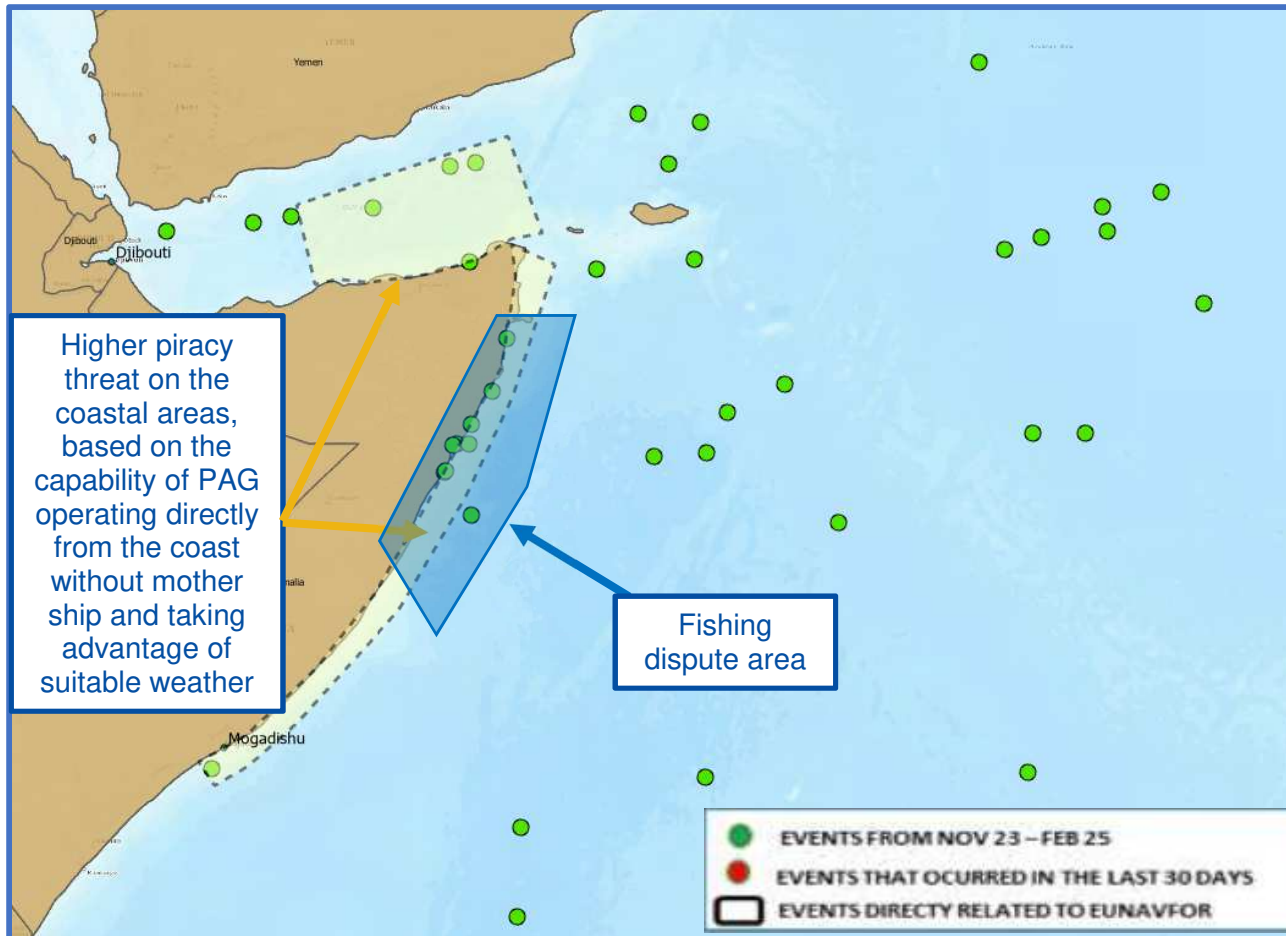 YEMEN
Yemen
Djibouti
Djibouti
Higher piracy
threat on the
coastal areas,
based on the
capability of PAG
operating directly
from the coast
without mother
ship and taking
advantage of
suitable weather
malia
Fishing
dispute area
Mogadishu
EVENTS FROM NOV 23 – FEB 25
EVENTS THAT OCURRED IN THE LAST 30 DAYS
EVENTS DIRECTY RELATED TO EUNAVFOR